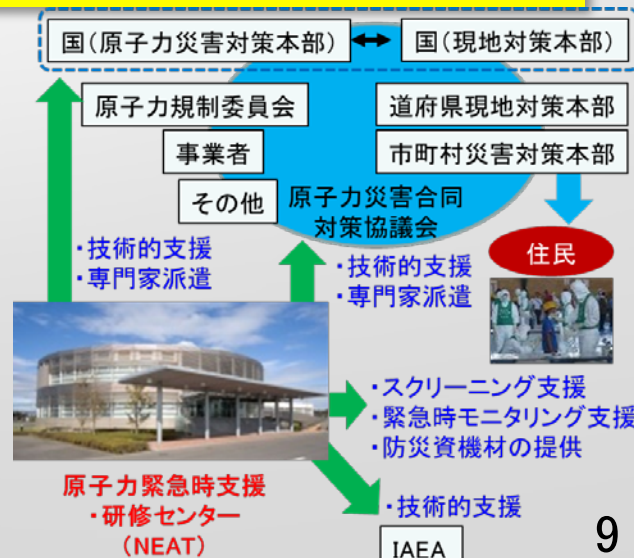 国(原子力災害対策本部)
国(現地対策本部)
原子力規制委員会
道府県現地対策本部
事業者
市町村災害対策本部
その他
原子力災害合同
対策協議会
住民
・技術的支援
・専門家派遣
・技術的支援
・専門家派遣
・スクリーニング支援
・緊急時モニタリング支援
・防災資機材の提供
原子力緊急時支援
・研修センター
(NEAT)
・技術的支援
IAEA
9